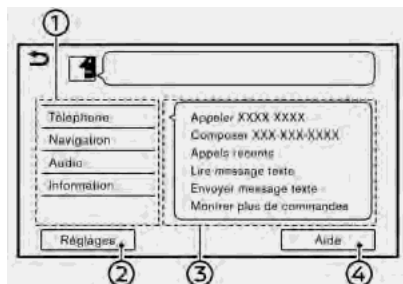 1
Téléphone
Navigation
Audio
Information
Appeler XXXX XXXX
Composer XXX-XXX-XXXX
Appels récents
Lire message texte
Envoyer message texte
Montrer plus de commandes
Réglages
Aide
2
3
4